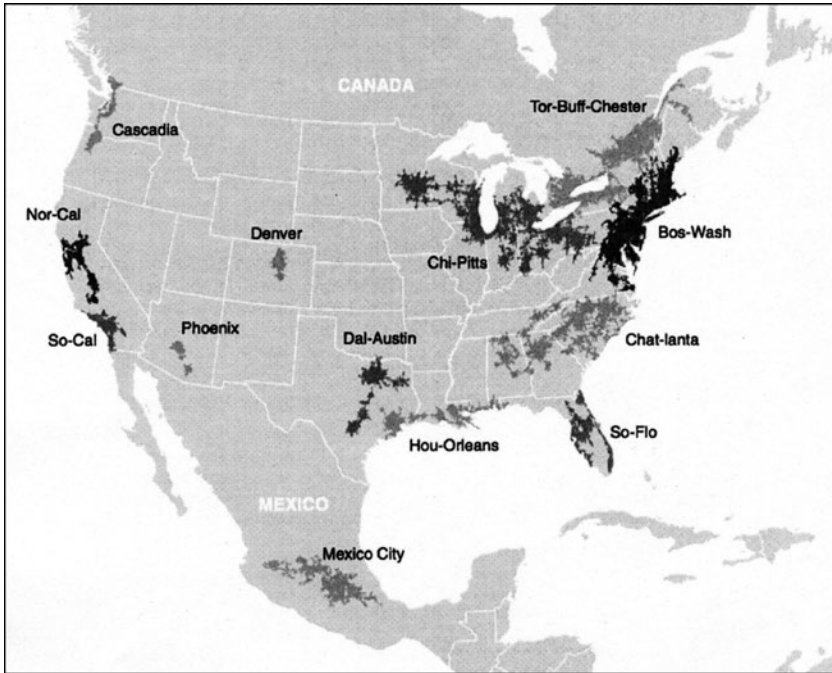 CANADA
Tor-Buff-Chester
Cascadia
Nor-Cal
Denver
Bos-Wash
Chi-Pitts
So-Cal
Phoenix
Dal-Austin
Chat-lanta
So-Flo
Hou-Orleans
MEXICO
Mexico City